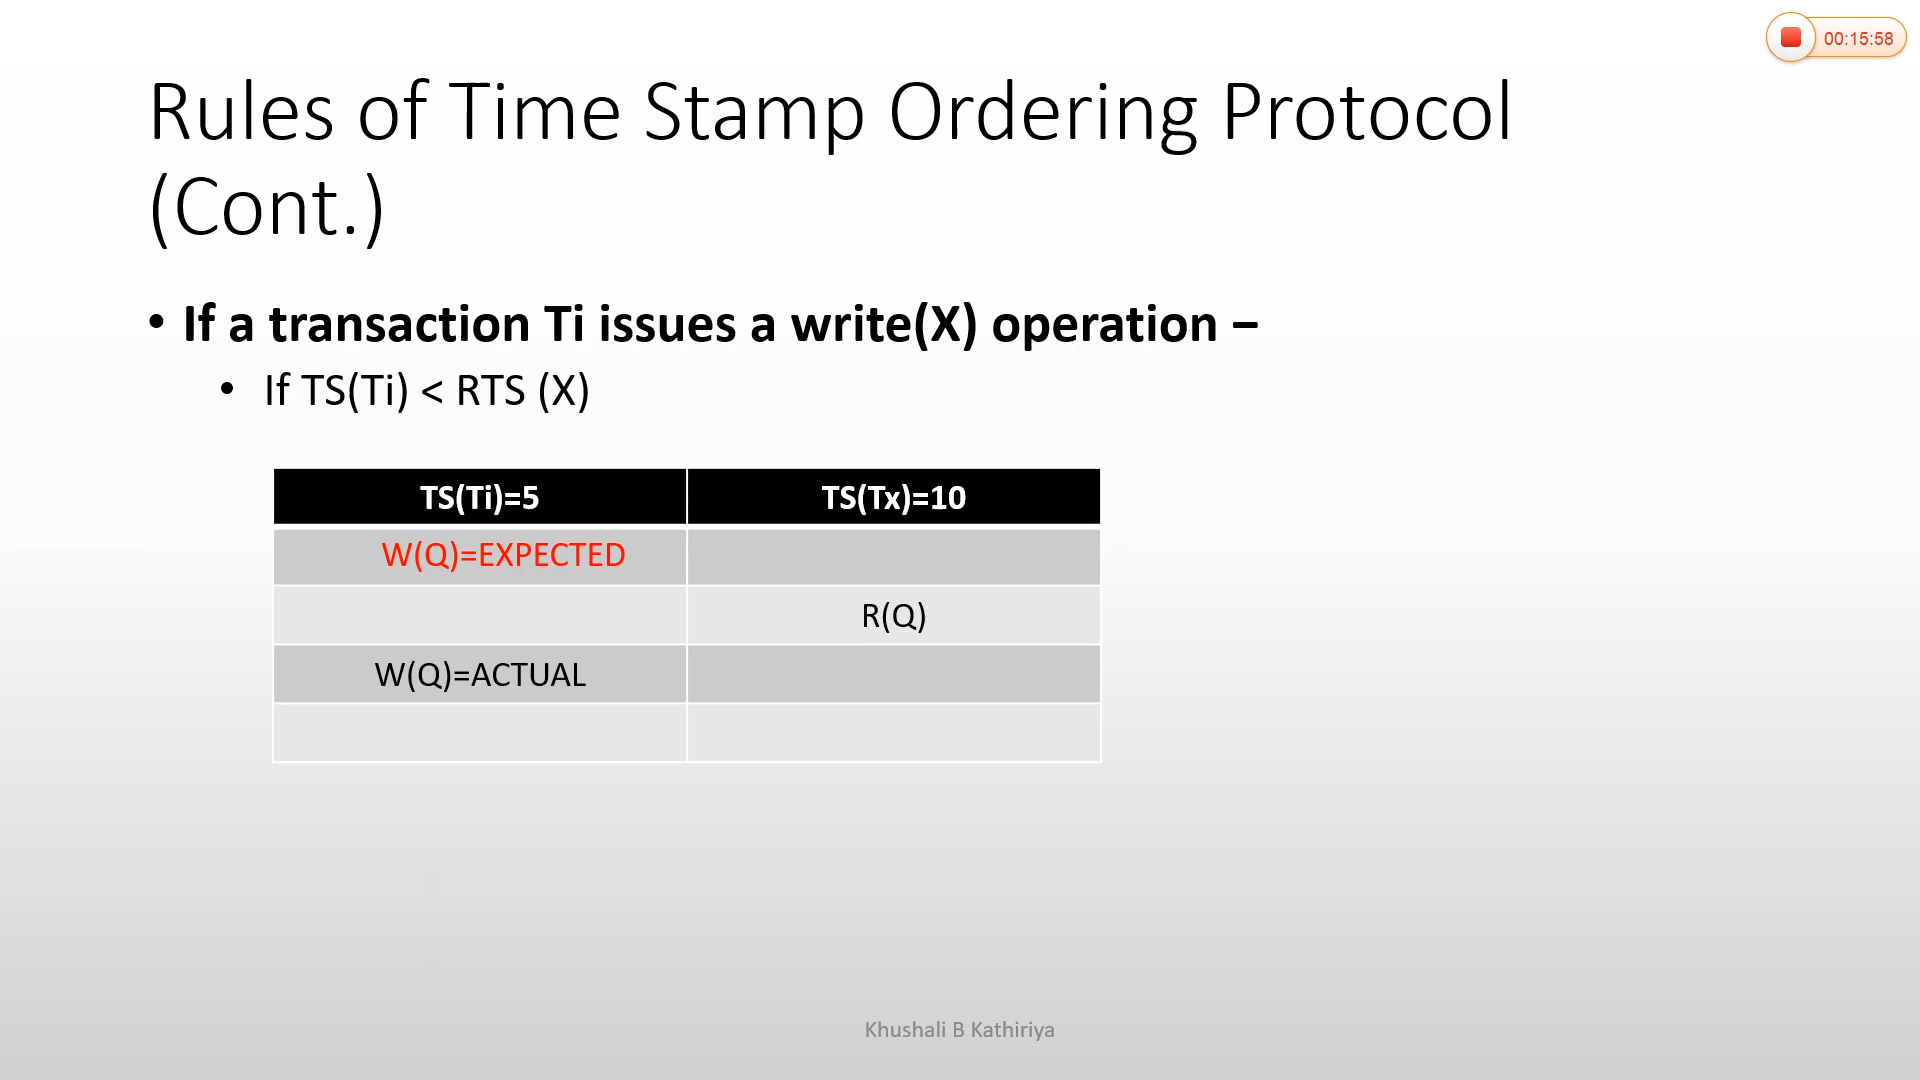 00:15:58
Rules of Time Stamp Ordering Protocol
(Cont.)
• If a transaction Ti issues a write(X) operation –
• If TS(Ti) < RTS (X)
TS(Ti)=5 TS(Tx)=10
W(Q)=EXPECTED
R(Q)
W(Q)=ACTUAL
Khushali B Kathiriya